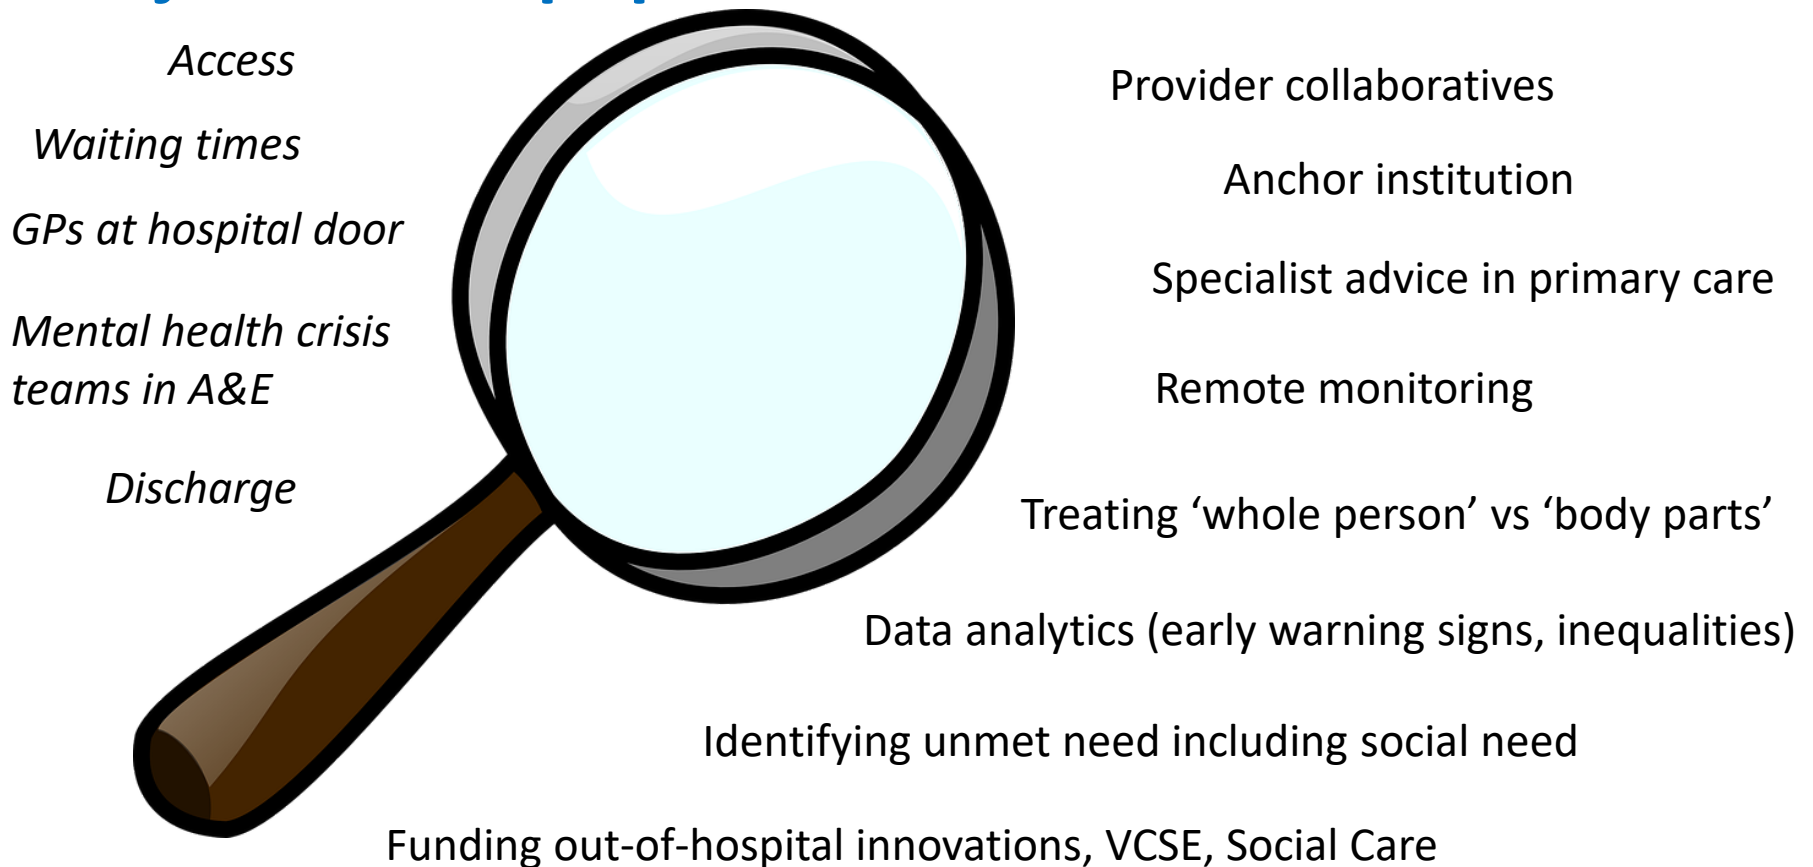 Access
Waiting times
GPs at hospital door
Mental health crisis
teams in A&E
Discharge
Provider collaboratives
Anchor institution
Specialist advice in primary care
Remote monitoring
Treating ‘whole person’ vs ‘body parts’
Data analytics (early warning signs, inequalities)
Identifying unmet need including social need
Funding out-of-hospital innovations, VCSE, Social Care